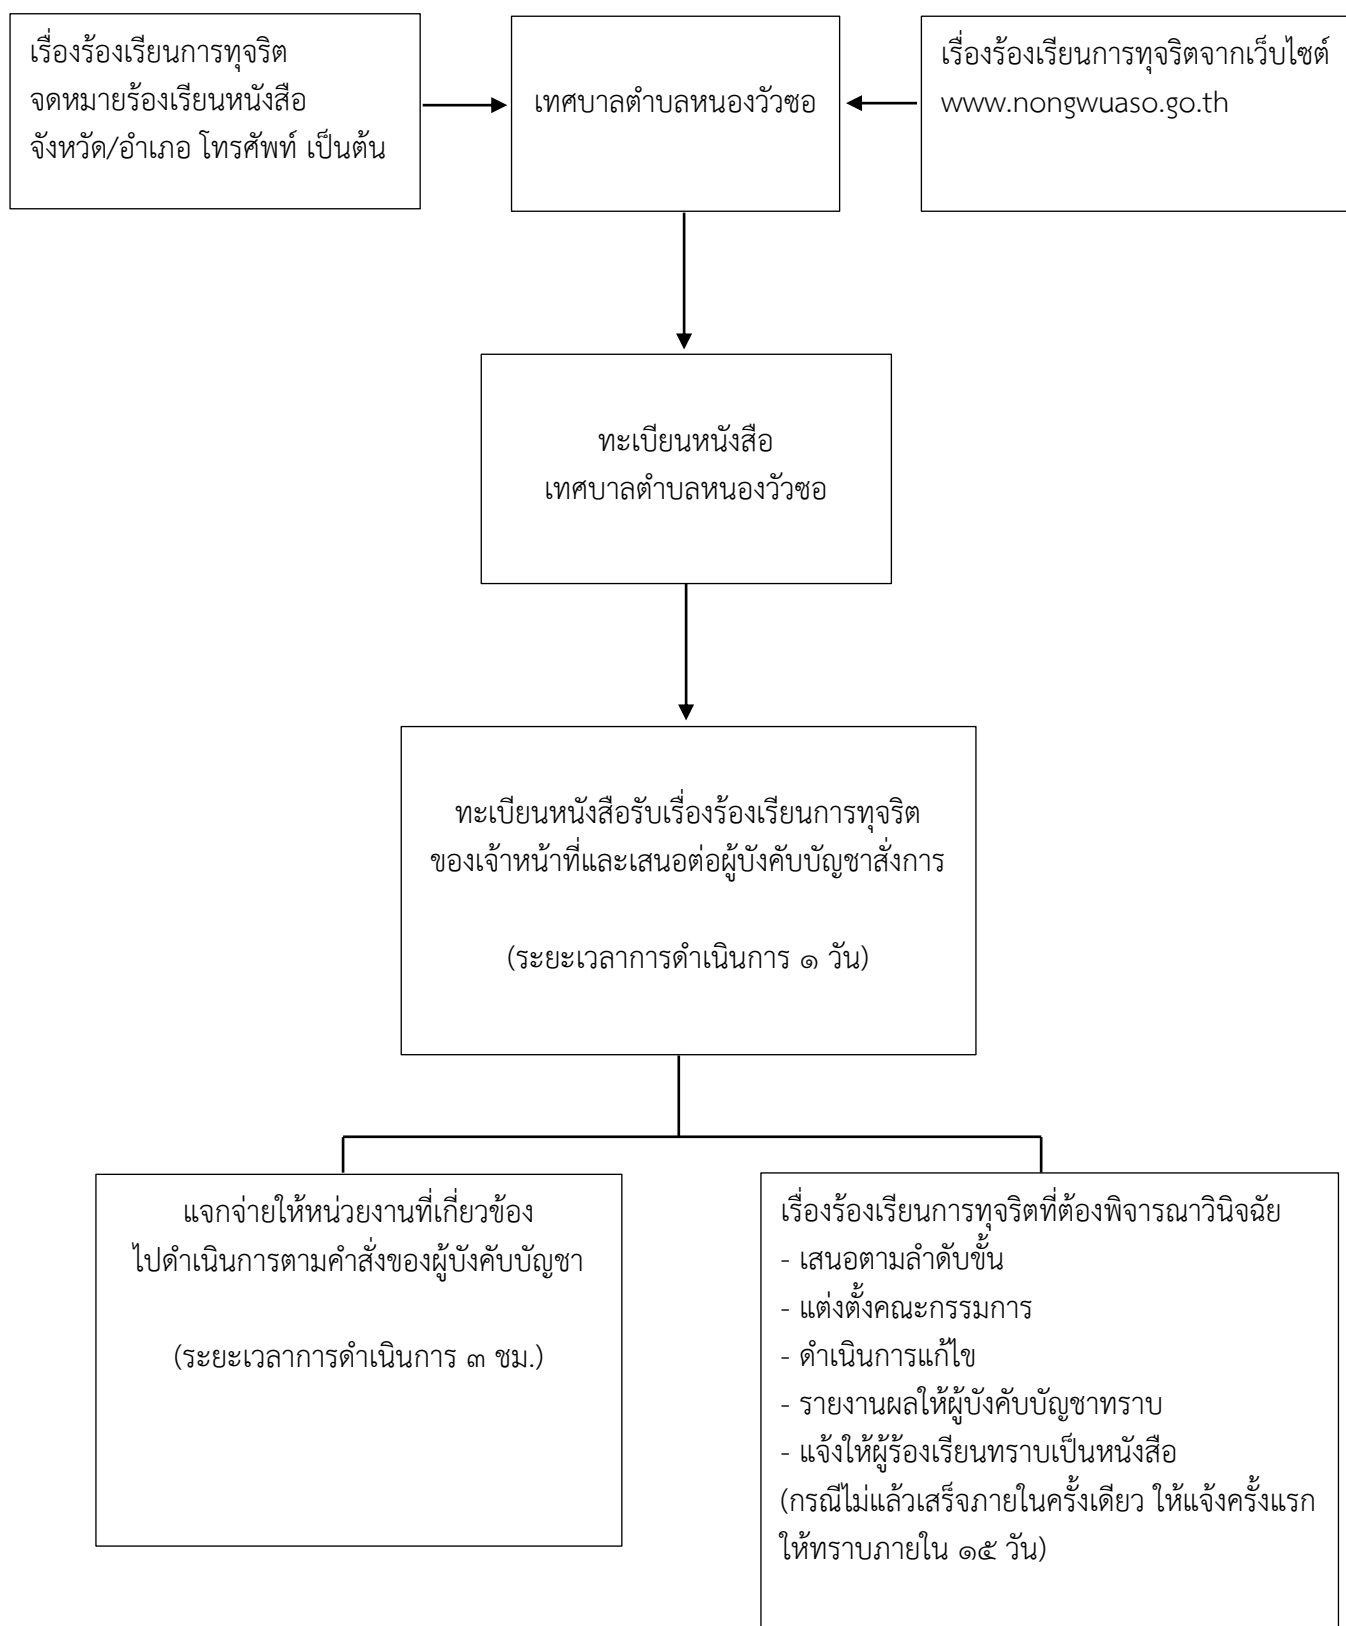 เรื่องร้องเรียนการทุจริต
จดหมายร้องเรียนหนังสือ
จังหวัด/อำเภอ โทรศัพท์ เป็นต้น
เทศบาลตำบลหนองวัวซอ
เรื่องร้องเรียนการทุจริตจากเว็บไซต์
www.nongwuaso.go.th
ทะเบียนหนังสือ
เทศบาลตำบลหนองวัวซอ
ทะเบียนหนังสือรับเรื่องร้องเรียนการทุจริต
ของเจ้าหน้าที่และเสนอต่อผู้บังคับบัญชาสั่งการ
(ระยะเวลาการดำเนินการ ๑ วัน)
แจกจ่ายให้หน่วยงานที่เกี่ยวข้อง
ไปดำเนินการตามคำสั่งของผู้บังคับบัญชา
(ระยะเวลาการดำเนินการ ๓ ชม.)
เรื่องร้องเรียนการทุจริตที่ต้องพิจารณาวินิจฉัย
- เสนอตามลำดับขั้น
- แต่งตั้งคณะกรรมการ
- ดำเนินการแก้ไข
- รายงานผลให้ผู้บังคับบัญชาทราบ
- แจ้งให้ผู้ร้องเรียนทราบเป็นหนังสือ
(กรณีไม่แล้วเสร็จภายในครั้งเดียว ให้แจ้งครั้งแรก
ให้ทราบภายใน ๑๕ วัน)